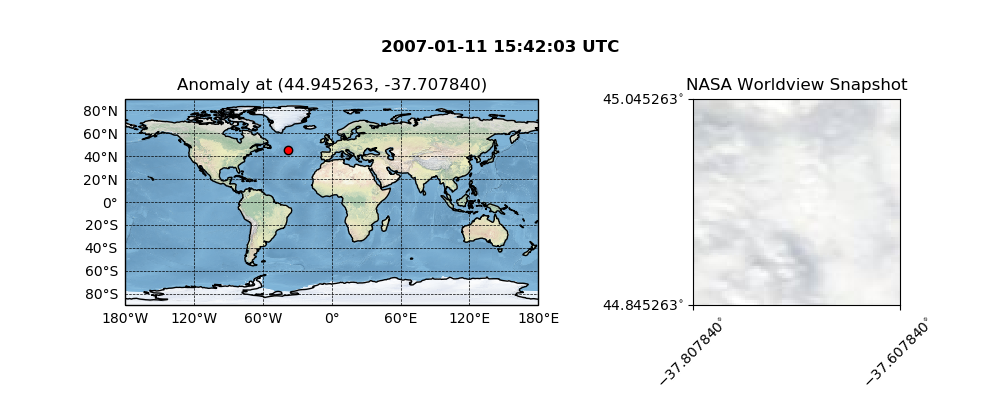 2007-01-11 15:42:03 UTC
Anomaly at (44.945263, -37.707840)
80°N
60°N
40°N
20°N
0°
20°S
40°S
60°S
80°S
180°W 120°W 60°W 0° 60°E 120°E 180°E
NASA Worldview Snapshot
45.045263°
44.845263°
−37.807840°
−37.607840°